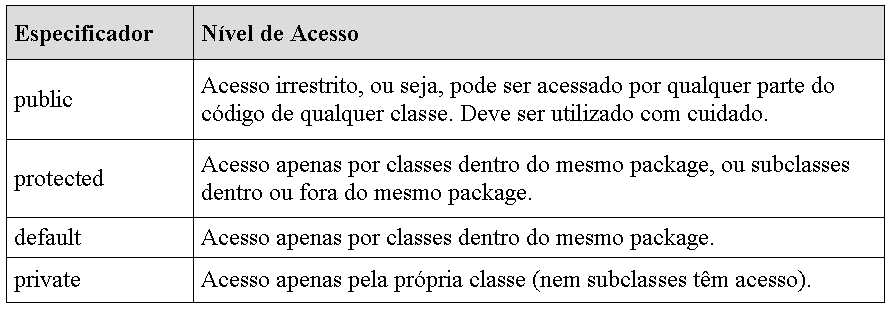 Especificador
Nível de Acesso
public
Acesso irrestrito, ou seja, pode ser acessado por qualquer parte do
código de qualquer classe. Deve ser utilizado com cuidado.
protected
Acesso apenas por classes dentro do mesmo package, ou subclasses
dentro ou fora do mesmo package.
default
Acesso apenas por classes dentro do mesmo package.
private
Acesso apenas pela própria classe (nem subclasses têm acesso).